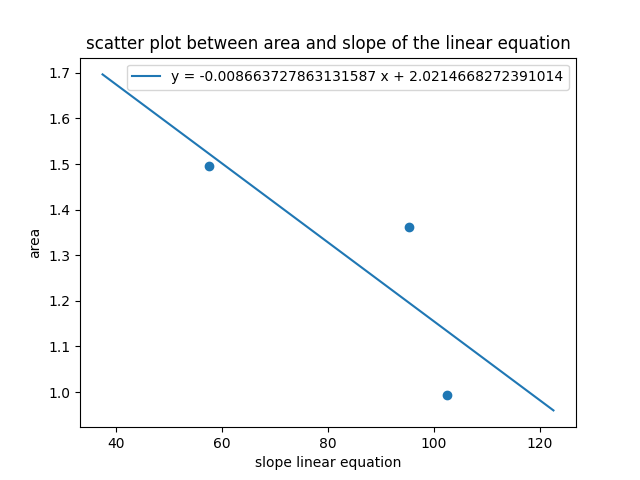 scatter plot between area and slope of the linear equation
y = -0.008663727863131587 x + 2.0214668272391014
1.7
1.6
1.5
1.4
1.3
1.2
1.1
1.0
area
40 60 80 100 120
slope linear equation